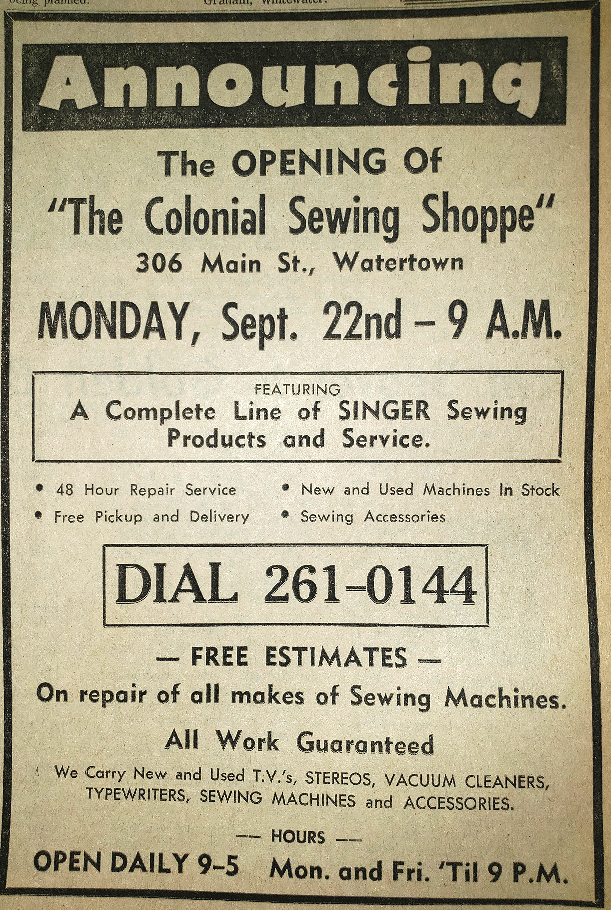 being planned.
Graham, Whitewater.
Announcing
The OPENING Of
"The Colonial Sewing Shoppe"
306 Main St., Watertown
MONDAY, Sept. 22nd – 9 A.M.
FEATURING
A Complete Line of SINGER Sewing
Products and Service.
• 48 Hour Repair Service
• Free Pickup and Delivery
• New and Used Machines In Stock
• Sewing Accessories
DIAL 261-0144
— FREE ESTIMATES —
On repair of all makes of Sewing Machines.
All Work Guaranteed
We Carry New and Used T.V.'s, STEREOS, VACUUM CLEANERS,
TYPEWRITERS, SEWING MACHINES and ACCESSORIES.
— HOURS —
OPEN DAILY 9–5 Mon. and Fri. 'Til 9 P.M.